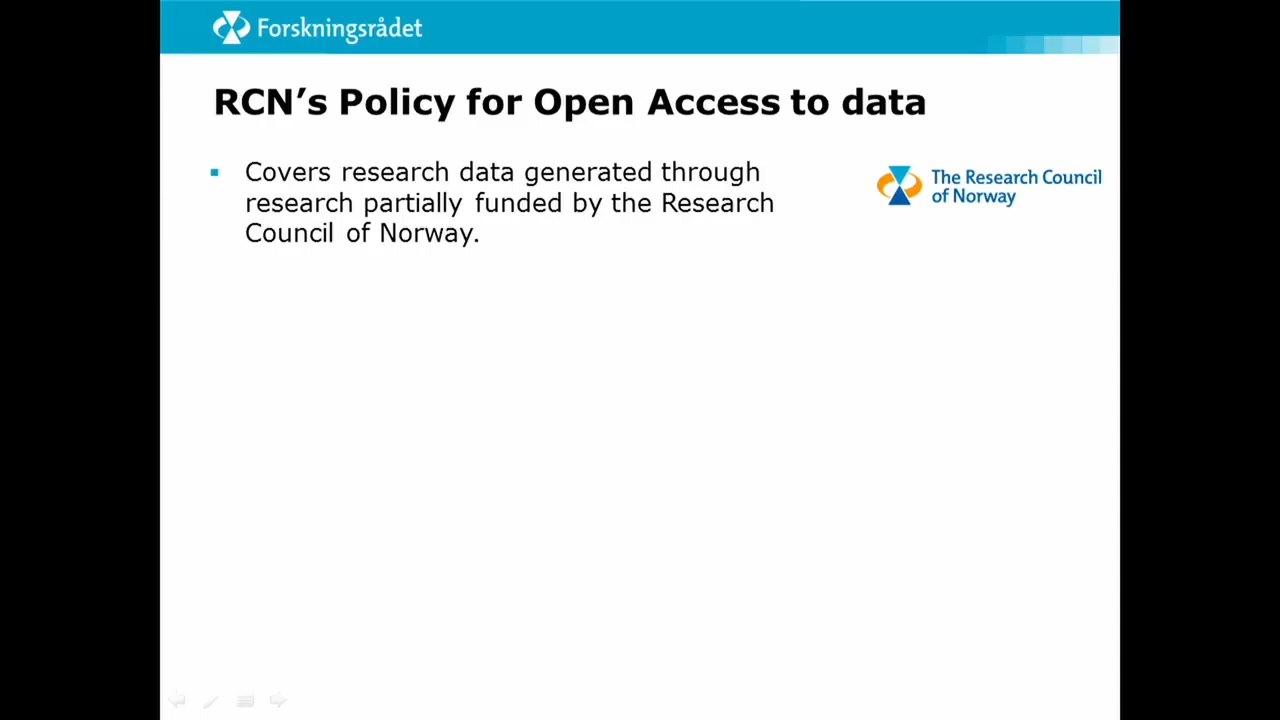 Forskningsrådet
RCN’s Policy for Open Access to data
Covers research data generated through
research partially funded by the Research
Council of Norway.
The Research Council
of Norway